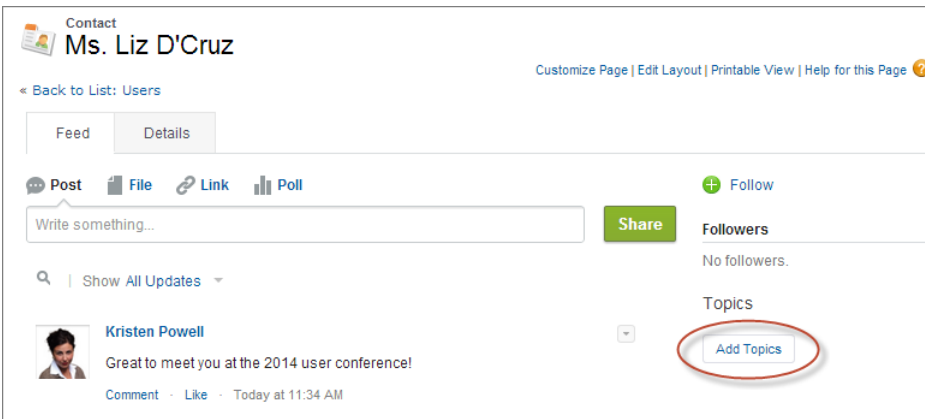 Contact
Ms. Liz D'Cruz
Customize Page | Edit Layout | Printable View | Help for this Page ?
« Back to List: Users
Feed Details
Post File Link Poll
Follow
Write something...
Share
Followers
No followers.
Show All Updates
Topics
Add Topics
Kristen Powell
Great to meet you at the 2014 user conference!
Comment · Like · Today at 11:34 AM